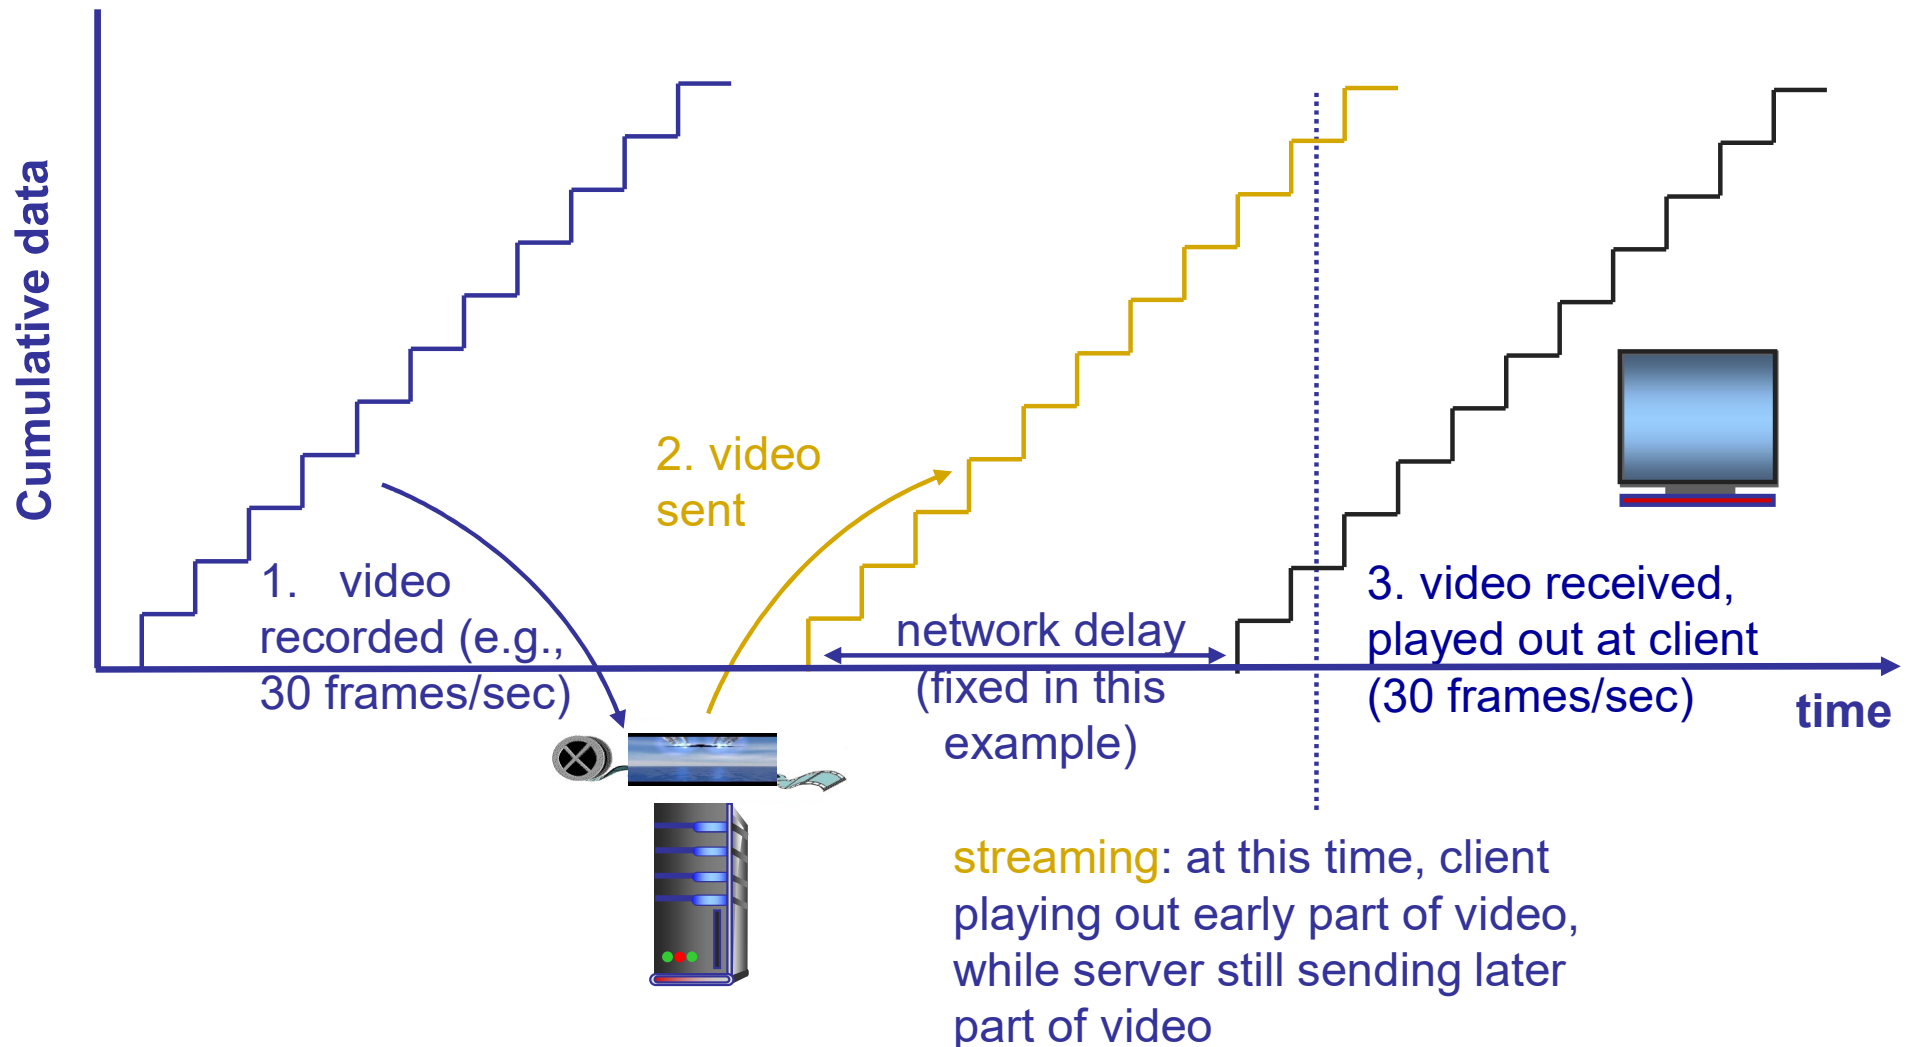 Cumulative data
1. video
recorded (e.g.,
30 frames/sec)
2. video
sent
network delay
(fixed in this
example)
3. video received,
played out at client
(30 frames/sec)
time
streaming: at this time, client
playing out early part of video,
while server still sending later
part of video